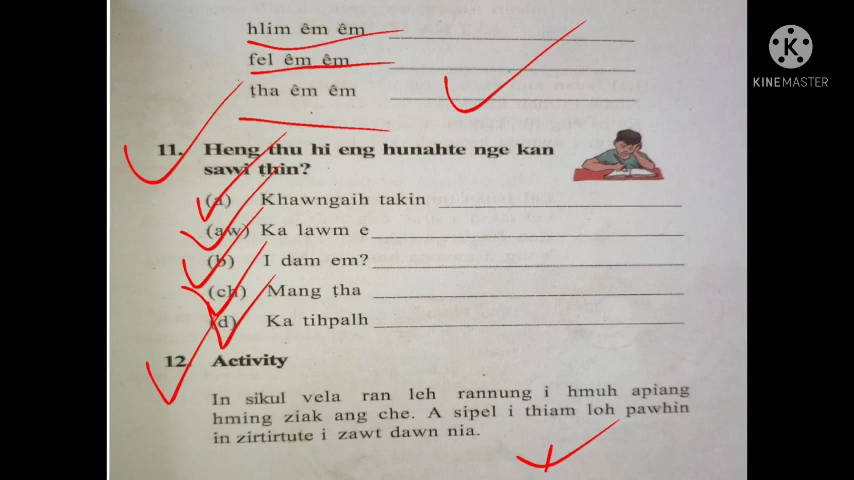 hlim êm êm
fel êm êm
ṭha êm êm
11. Heng thu hi eng hunahte nge kan
sawi ṭhin?
(a) Khawngaih takin
(aw) Ka lawm e
(b) I dam em?
(ch) Mang ṭha
(d) Ka tihpalh
12. Activity
In sikul vela ran leh rannung i hmuh apiang
hming ziak ang che. A sipel i thiam loh pawhin
in zirtirtute i zawt dawn nia.
K
KINEMASTER